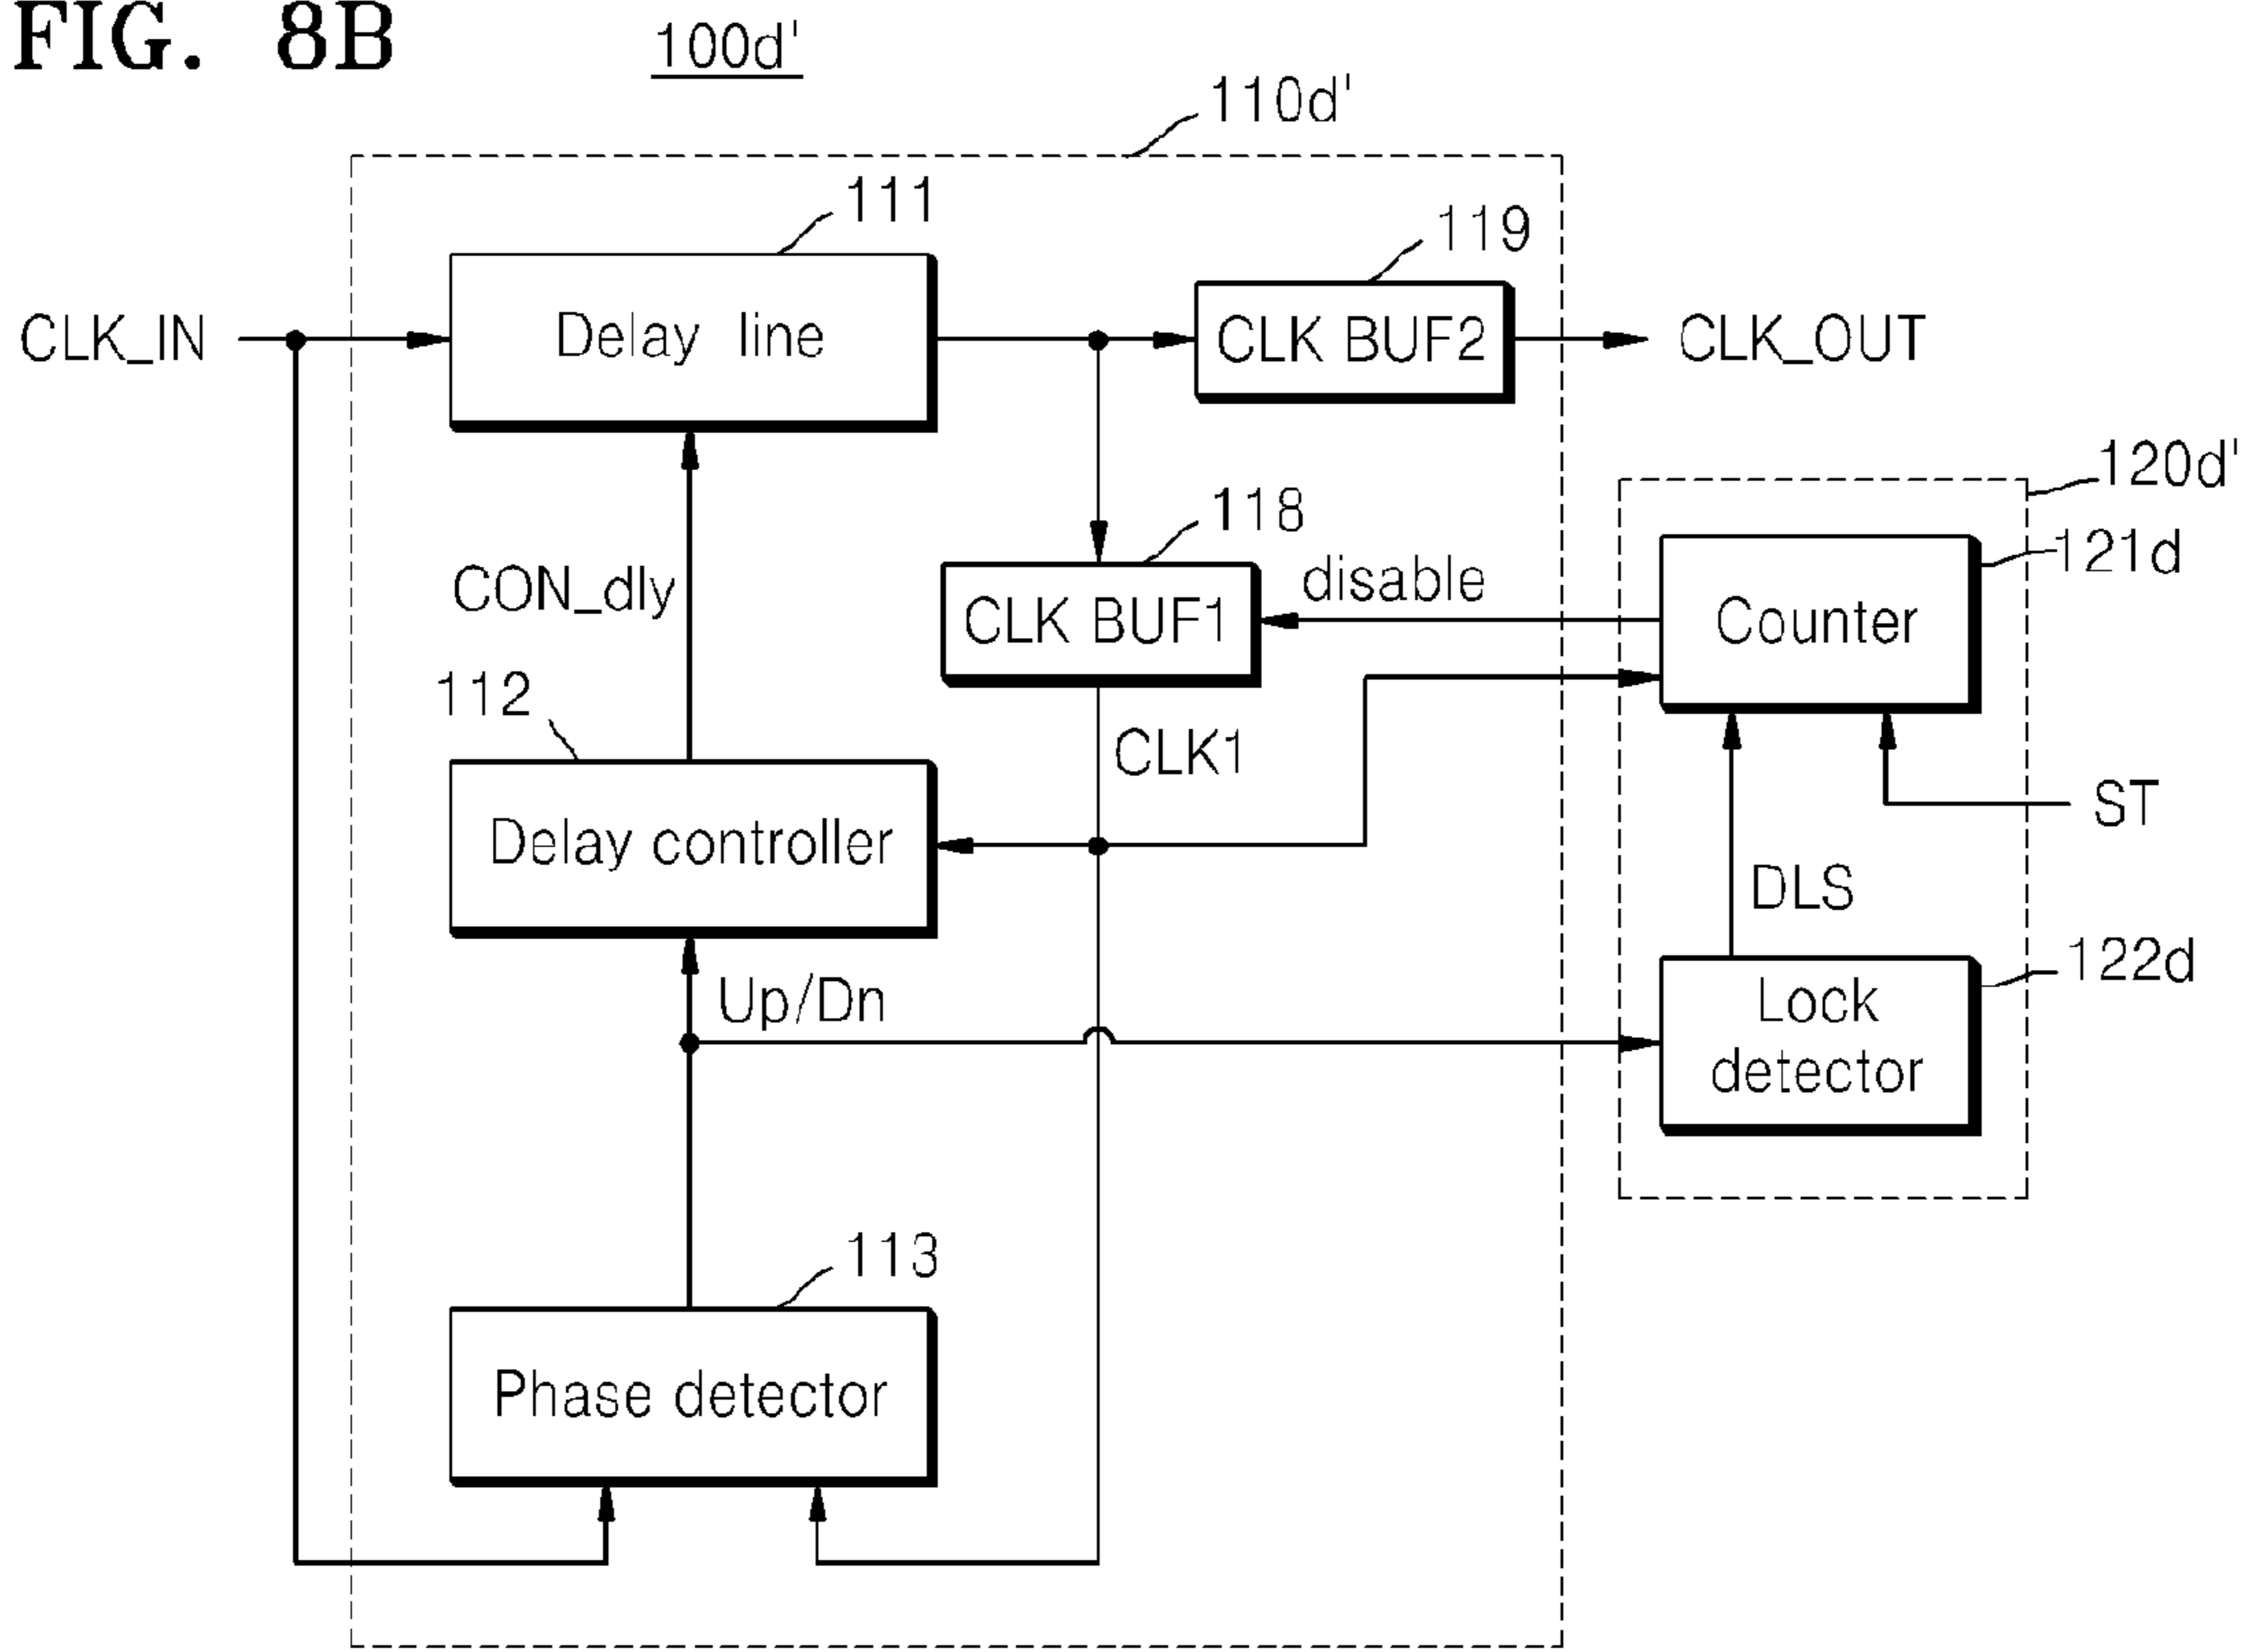 FIG. 8B
100d'
110d'
111
119
CLK_IN
Delay line
CLK BUF2
CLK_OUT
120d'
118
121d
CON_dly
disable
CLK BUF1
Counter
112
CLK1
ST
Delay controller
DLS
122d
Up/Dn
Lock
detector
113
Phase detector